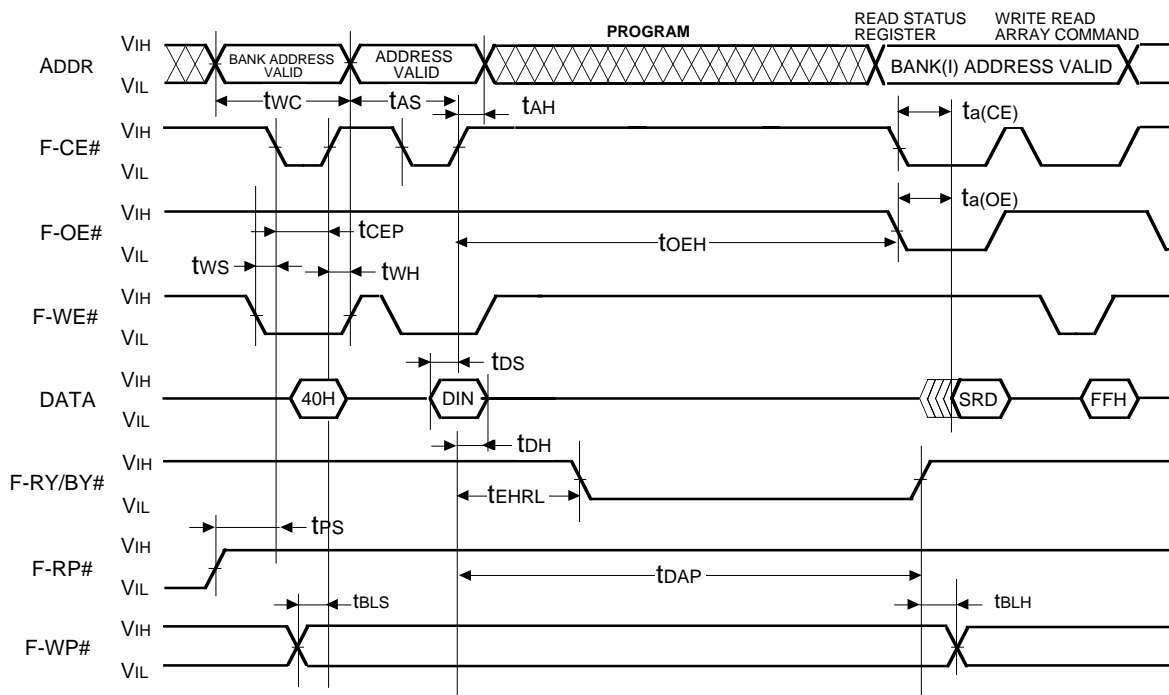 READ STATUS REGISTER
WRITE READ ARRAY COMMAND
PROGRAM
ADDR
VIH
VIL
BANK ADDRESS VALID
ADDRESS VALID
BANK(I) ADDRESS VALID
tWC
tAS
tAH
ta(CE)
F-CE#
VIH
VIL
F-OE#
VIH
VIL
tCEP
tOEH
ta(OE)
tWS
tWH
F-WE#
VIH
VIL
tDS
DATA
VIH
VIL
40H
DIN
SRD
FFH
tDH
F-RY/BY#
VIH
VIL
tEHRL
tPS
F-RP#
VIH
VIL
tDAP
tBLS
tBLH
F-WP#
VIH
VIL